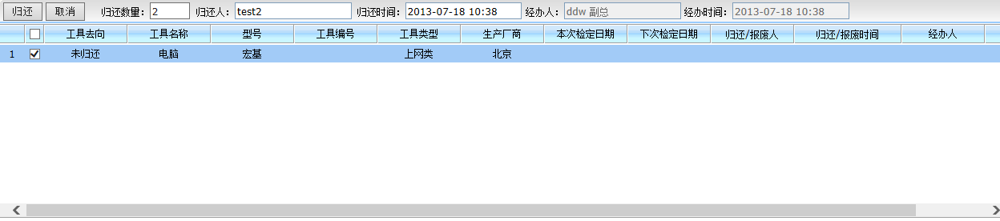 归还 取消 归还数量： 2 归还人： test2 归还时间： 2013-07-18 10:38 经办人： ddw 副总 经办时间： 2013-07-18 10:38
工具去向 工具名称 型号 工具编号 工具类型 生产厂商 本次检定日期 下次检定日期 归还/报废人 归还/报废时间 经办人
1 未归还 电脑 宏基 上网类 北京